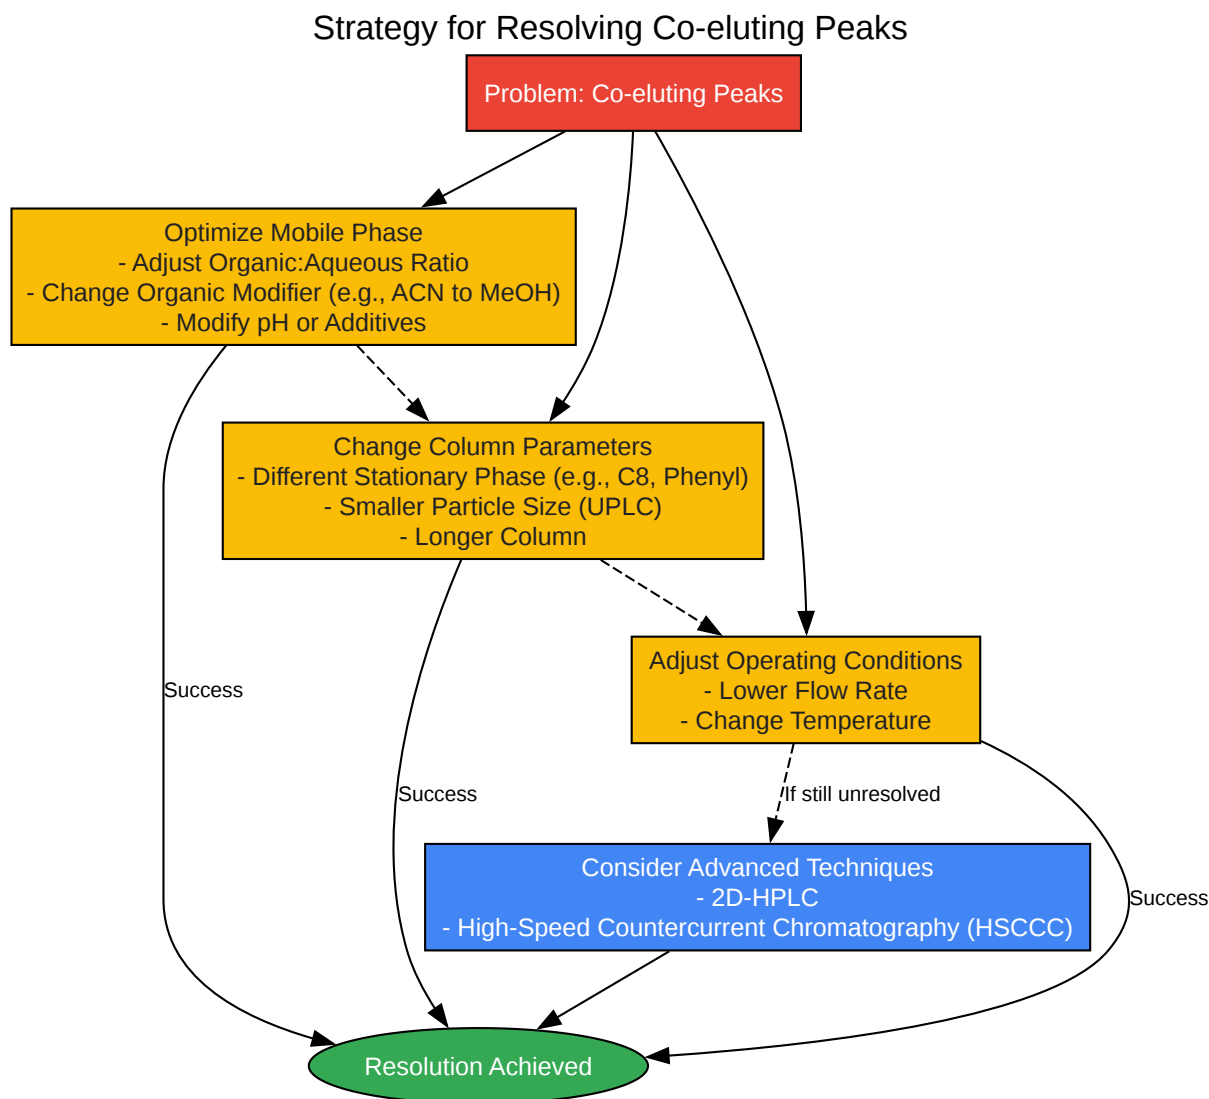 Strategy for Resolving Co-eluting Peaks
Problem: Co-eluting Peaks
Optimize Mobile Phase
- Adjust Organic:Aqueous Ratio
- Change Organic Modifier (e.g., ACN to MeOH)
- Modify pH or Additives
Change Column Parameters
- Different Stationary Phase (e.g., C8, Phenyl)
- Smaller Particle Size (UPLC)
- Longer Column
Adjust Operating Conditions
- Lower Flow Rate
- Change Temperature
Success
Success
If still unresolved
Consider Advanced Techniques
- 2D-HPLC
- High-Speed Countercurrent Chromatography (HSCCC)
Success
Resolution Achieved